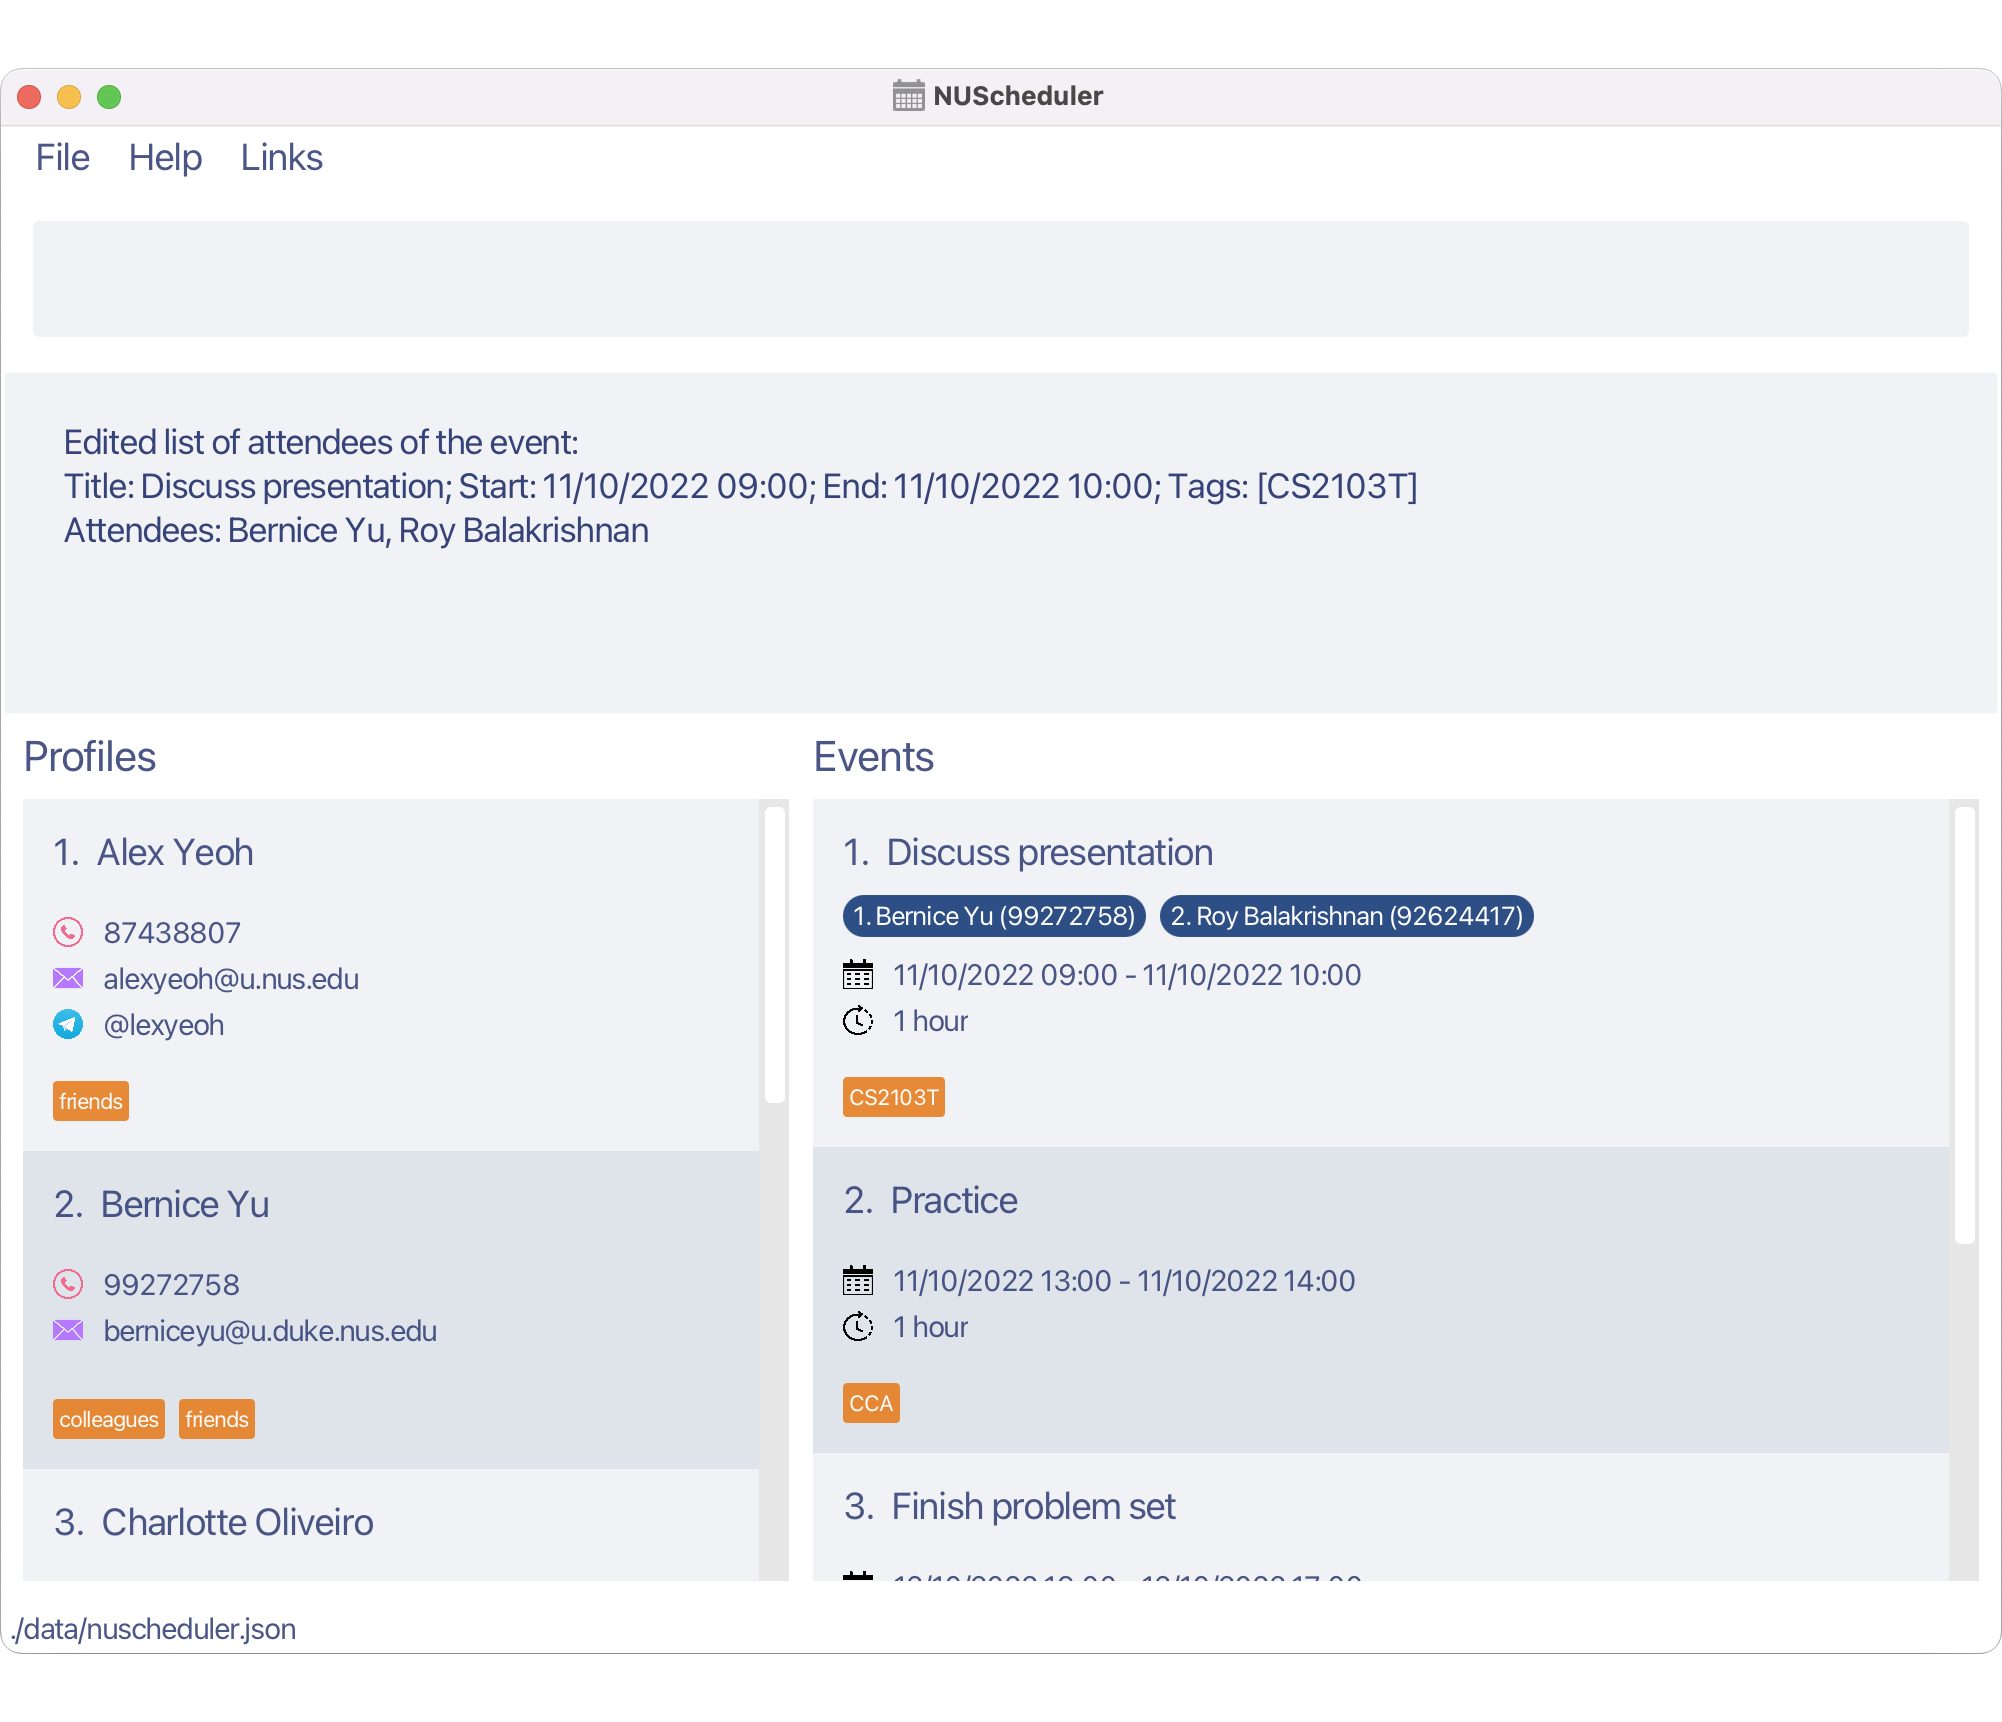 NUScheduler
File Help Links
Edited list of attendees of the event:
Title: Discuss presentation; Start: 11/10/2022 09:00; End: 11/10/2022 10:00; Tags: [CS2103T]
Attendees: Bernice Yu, Roy Balakrishnan
Profiles
1. Alex Yeoh
87438807
alexyeoh@u.nus.edu
@lexyeoh
friends
2. Bernice Yu
99272758
berniceyu@u.duke.nus.edu
colleagues friends
3. Charlotte Oliveiro
Events
1. Discuss presentation
1. Bernice Yu (99272758) 2. Roy Balakrishnan (92624417)
11/10/2022 09:00 - 11/10/2022 10:00
1 hour
CS2103T
2. Practice
11/10/2022 13:00 - 11/10/2022 14:00
1 hour
CCA
3. Finish problem set
./data/nuscheduler.json